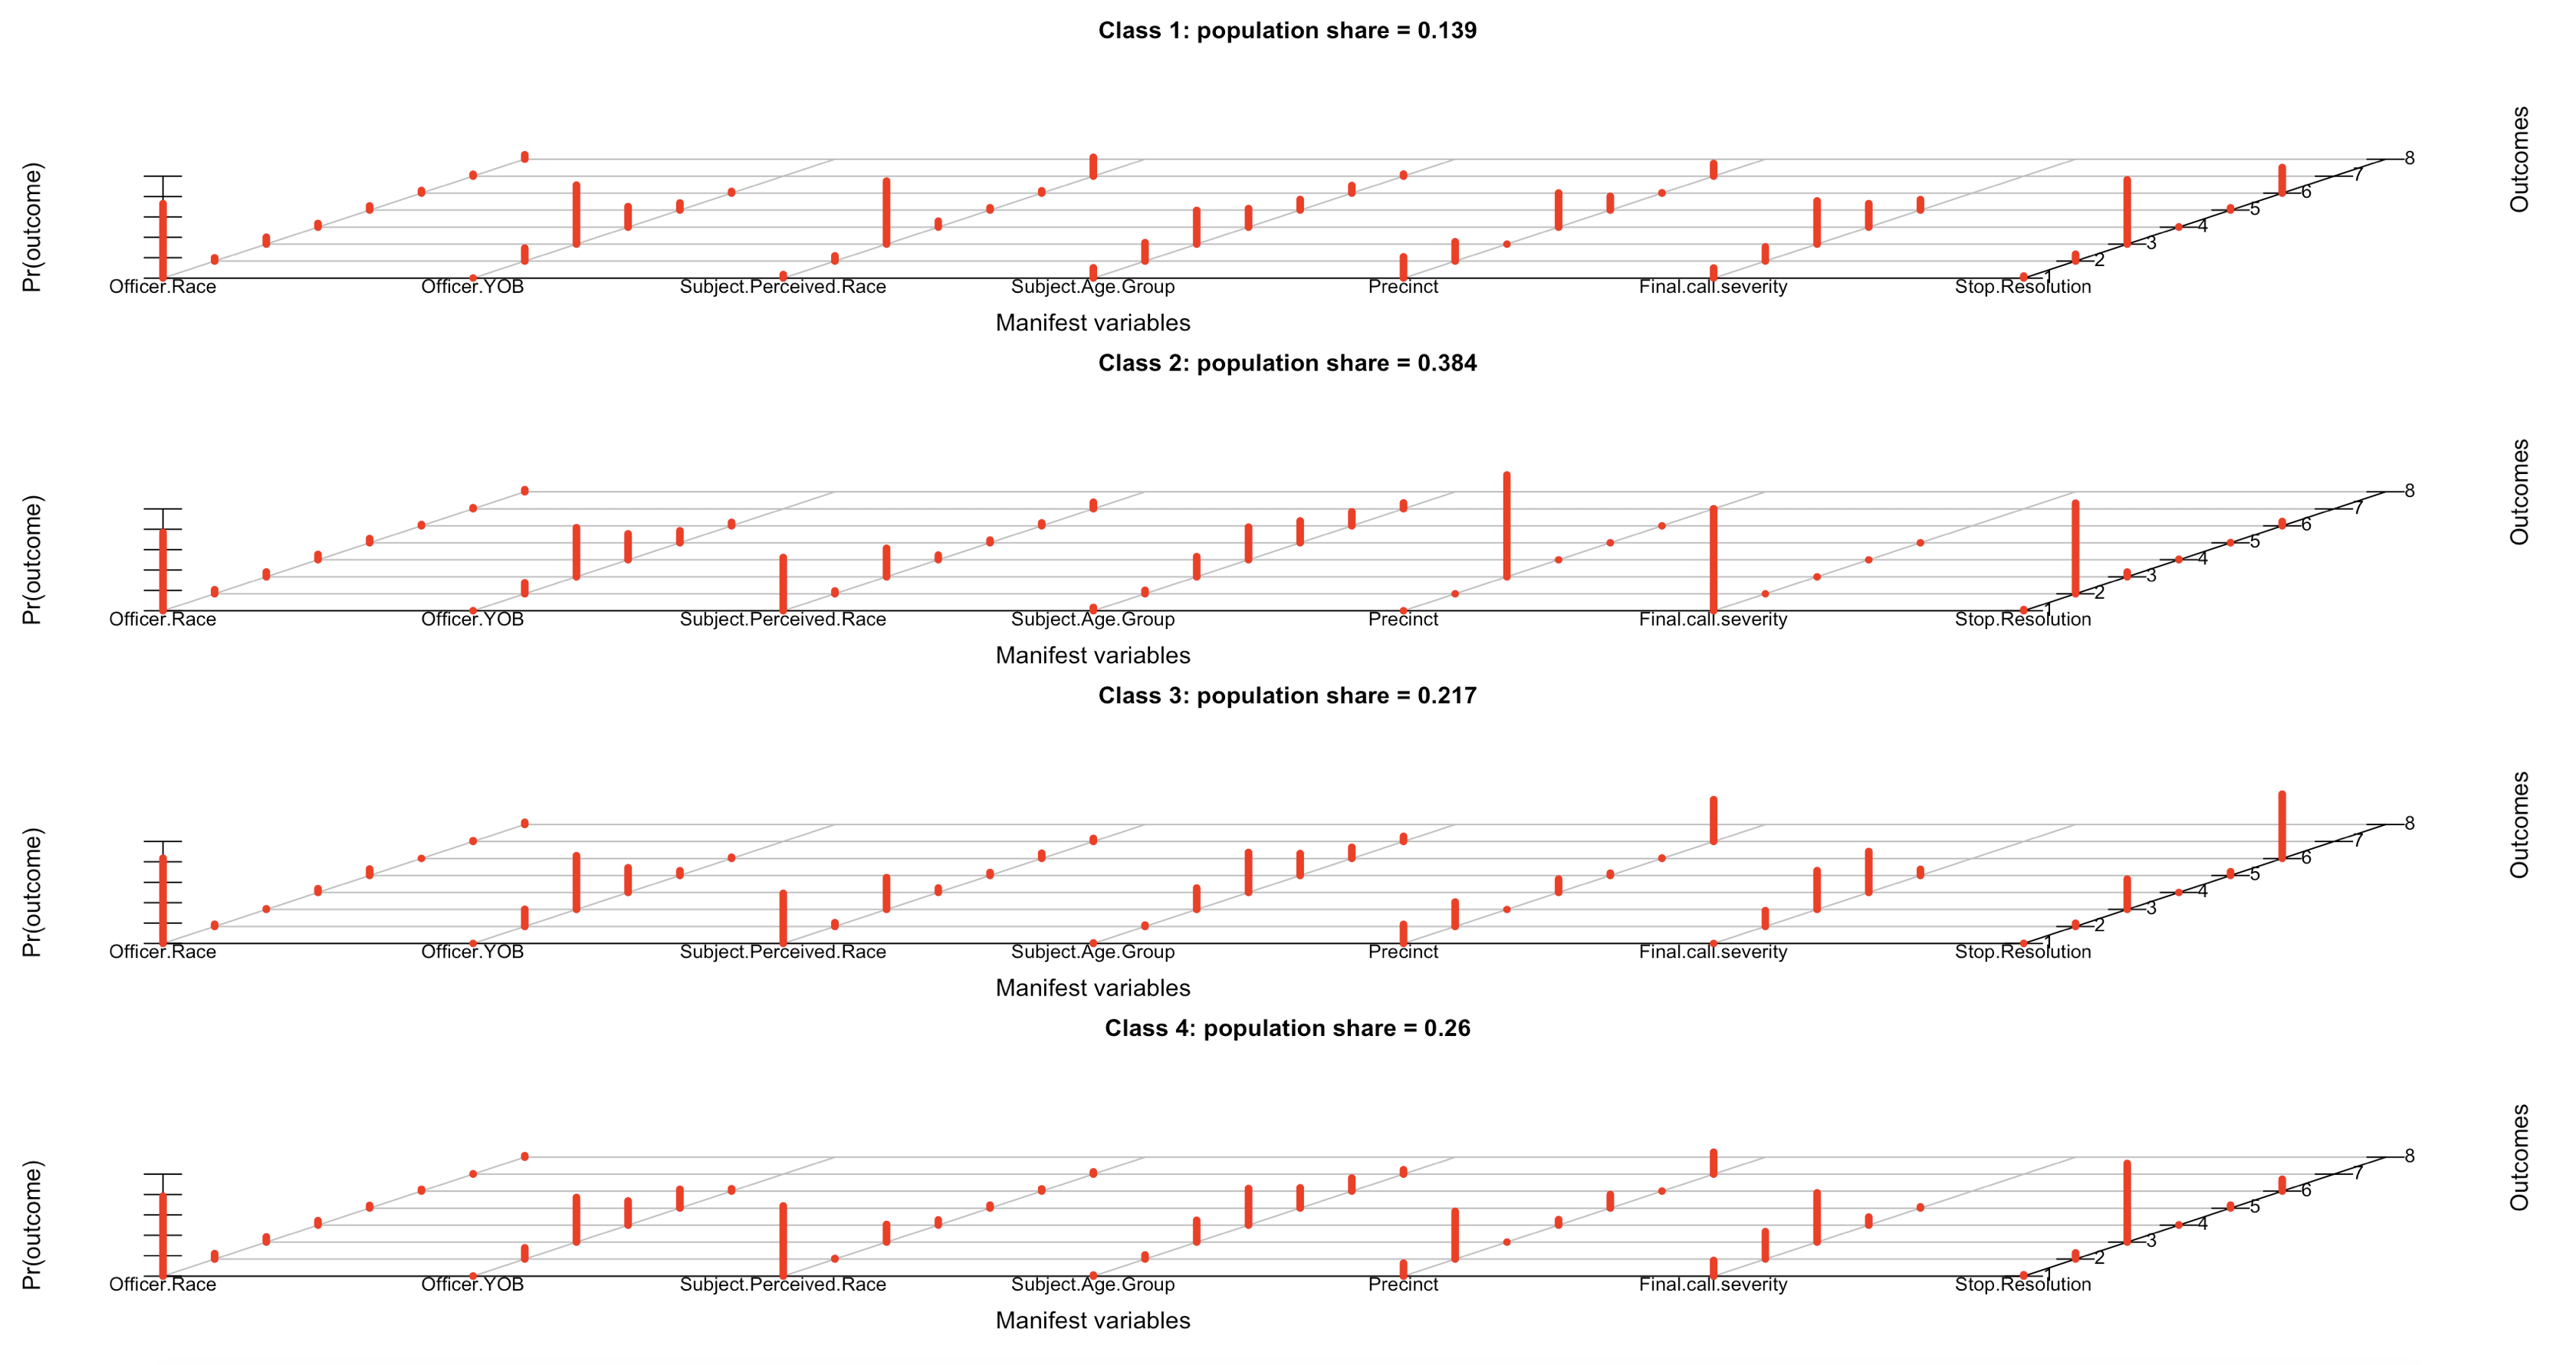 Class 1: population share = 0.139
Pr(outcome)
Outcomes
8
7
6
5
4
3
2
1
Officer.Race Officer.YOB Subject.Perceived.Race Subject.Age.Group Precinct Final.call.severity Stop.Resolution
Manifest variables
Class 2: population share = 0.384
Pr(outcome)
Outcomes
8
7
6
5
4
3
2
1
Officer.Race Officer.YOB Subject.Perceived.Race Subject.Age.Group Precinct Final.call.severity Stop.Resolution
Manifest variables
Class 3: population share = 0.217
Pr(outcome)
Outcomes
8
7
6
5
4
3
2
1
Officer.Race Officer.YOB Subject.Perceived.Race Subject.Age.Group Precinct Final.call.severity Stop.Resolution
Manifest variables
Class 4: population share = 0.26
Pr(outcome)
Outcomes
8
7
6
5
4
3
2
1
Officer.Race Officer.YOB Subject.Perceived.Race Subject.Age.Group Precinct Final.call.severity Stop.Resolution
Manifest variables